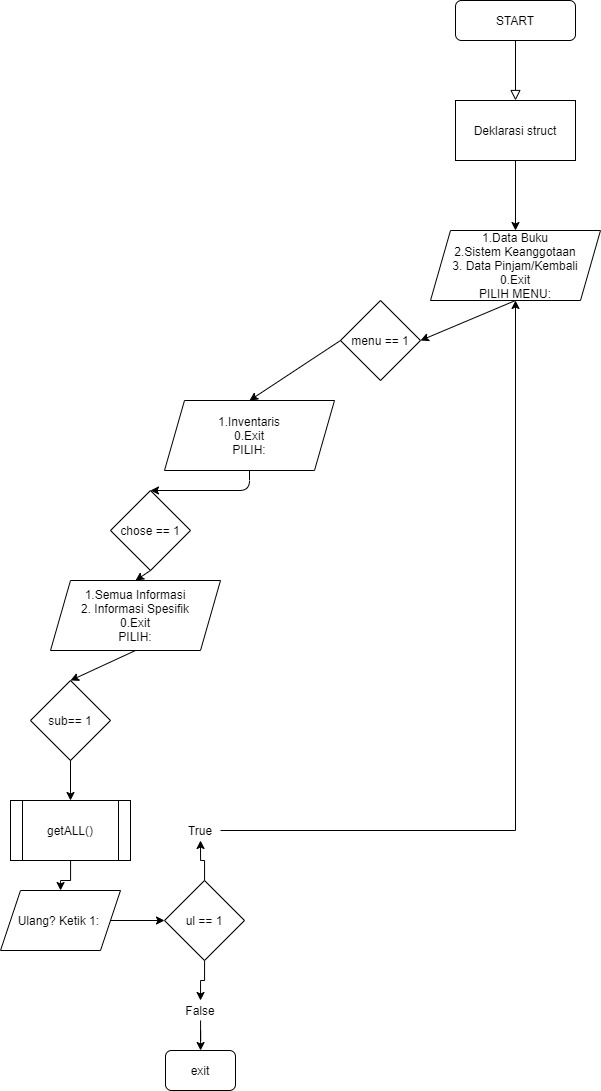 START
Deklarasi struct
1.Data Buku
2.Sistem Keanggotaan
3. Data Pinjam/Kembali
0.Exit
PILIH MENU:
menu == 1
1.Inventaris
0.Exit
PILIH:
chose == 1
1.Semua Informasi
2. Informasi Spesifik
0.Exit
PILIH:
sub== 1
getALL()
True
Ulang? Ketik 1:
ul == 1
False
exit